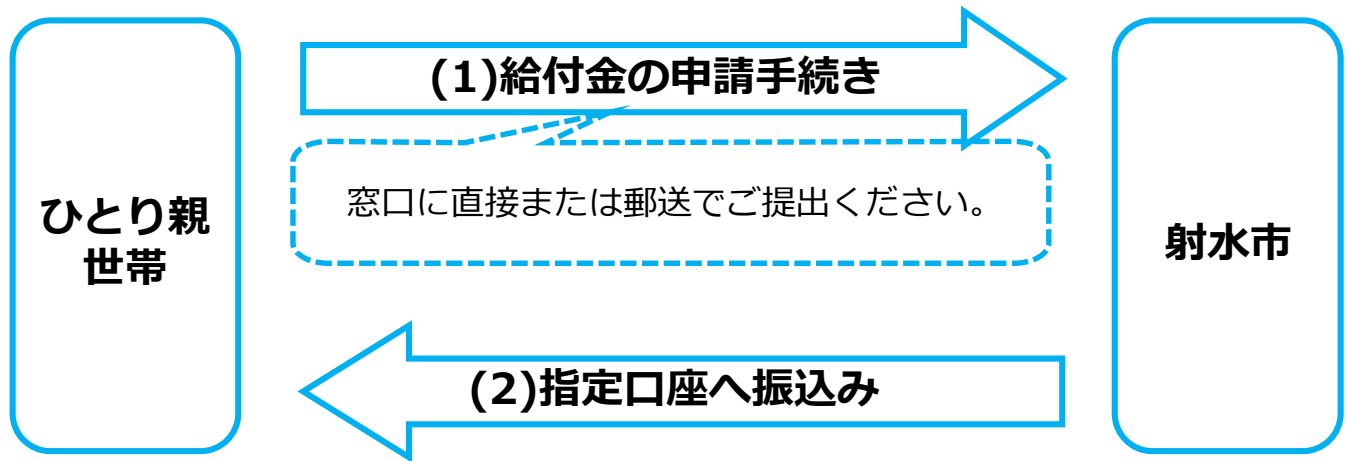 (1)給付金の申請手続き
窓口に直接または郵送でご提出ください。
ひとり親
世帯
射水市
(2)指定口座へ振込み